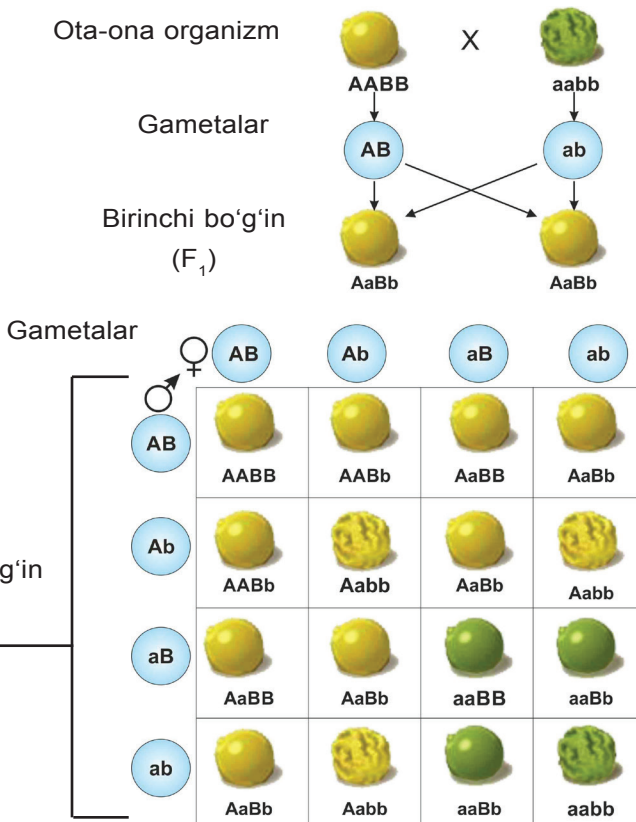 Ota-ona organizm X
AABB aabb
Gametalar AB ab
Birinchi bo‘g‘in
(F₁)
AaBb AaBb
Gametalar
♀ AB Ab aB ab
♂
AB
AABB AABb AaBB AaBb
Ab
g‘in
AABb Aabb AaBb Aabb
aB
AaBB AaBb aaBB aaBb
ab
AaBb Aabb aaBb aabb